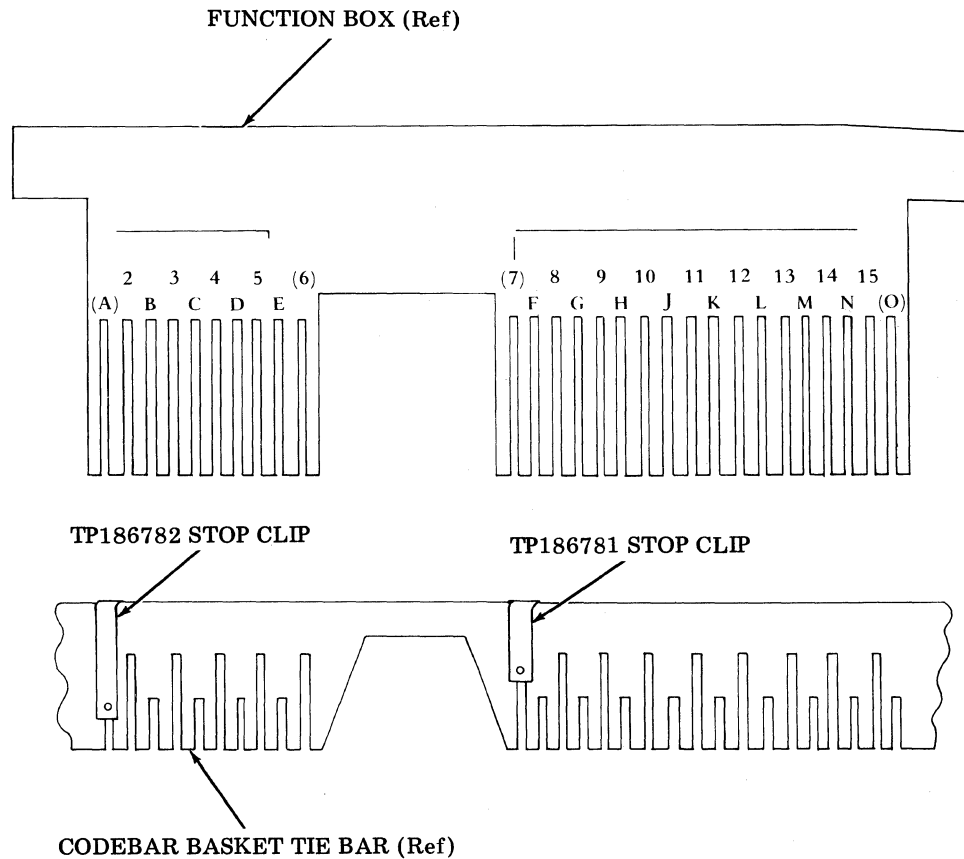 FUNCTION BOX (Ref)
2 3 4 5 (6) (7) 8 9 10 11 12 13 14 15
(A) B C D E F G H J K L M N (O)
TP186782 STOP CLIP
TP186781 STOP CLIP
CODEBAR BASKET TIE BAR (Ref)